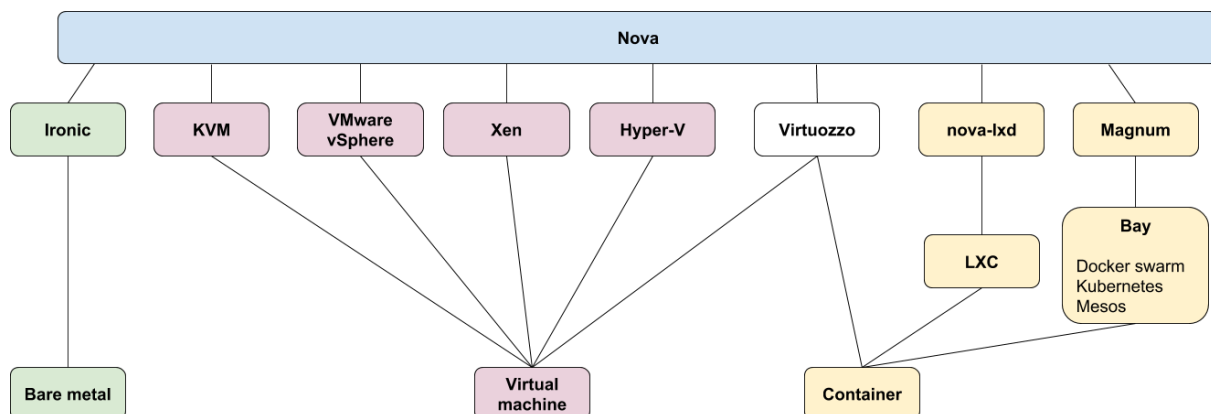 Nova
Ironic
KVM
VMware
vSphere
Xen
Hyper-V
Virtuozzo
nova-lxd
Magnum
Bay
Docker swarm
Kubernetes
Mesos
LXC
Bare metal
Virtual
machine
Container